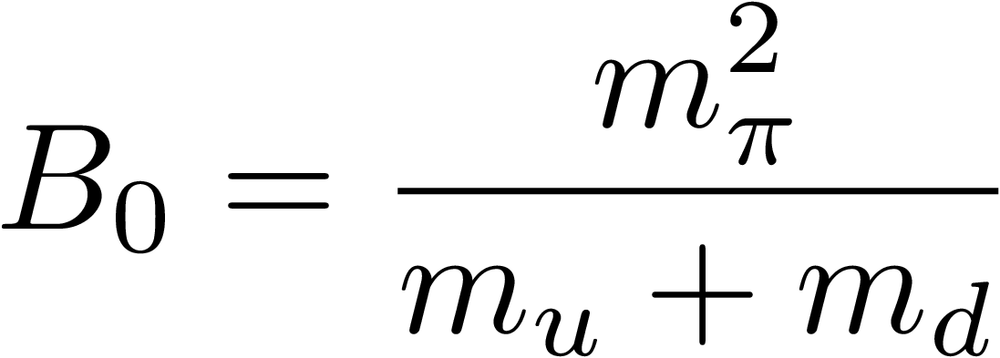 B_0 = \frac{m_\pi^2}{m_u + m_d}